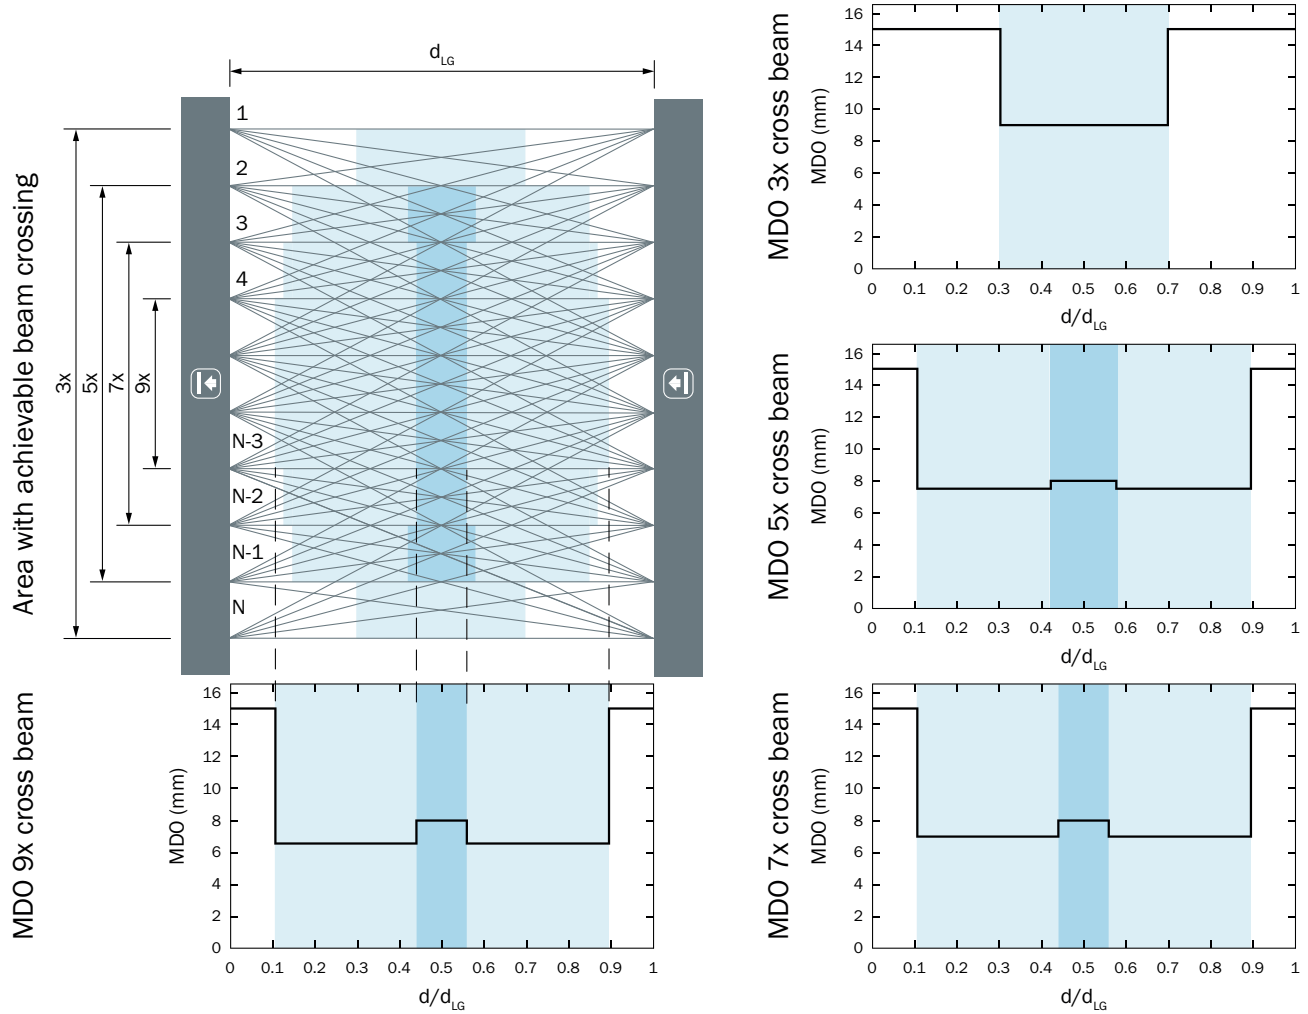 Area with achievable beam crossing
3x
5x
7x
9x
d_LG
1
2
3
4
N-3
N-2
N-1
N
MDO 3x cross beam
MDO (mm)
16
14
12
10
8
6
4
2
0
0 0.1 0.2 0.3 0.4 0.5 0.6 0.7 0.8 0.9 1
d/d_LG
MDO 5x cross beam
MDO (mm)
16
14
12
10
8
6
4
2
0
0 0.1 0.2 0.3 0.4 0.5 0.6 0.7 0.8 0.9 1
d/d_LG
MDO 9x cross beam
MDO (mm)
16
14
12
10
8
6
4
2
0
0 0.1 0.2 0.3 0.4 0.5 0.6 0.7 0.8 0.9 1
d/d_LG
MDO 7x cross beam
MDO (mm)
16
14
12
10
8
6
4
2
0
0 0.1 0.2 0.3 0.4 0.5 0.6 0.7 0.8 0.9 1
d/d_LG